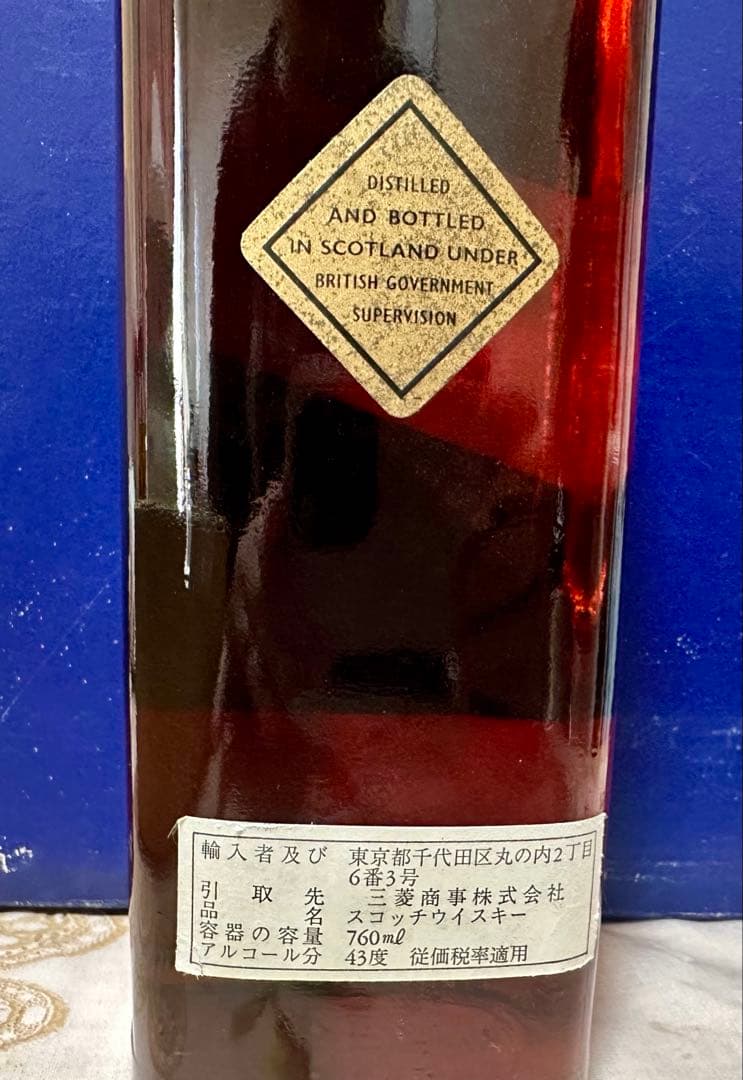 DISTILLED
AND BOTTLED
IN SCOTLAND UNDER
BRITISH GOVERNMENT
SUPERVISION
輸入者及び 東京都千代田区丸の内2丁目
6番3号
引取先 三菱商事株式会社
品名 スコッチウイスキー
容器の容量 760ml
アルコール分 43度 従価税率適用